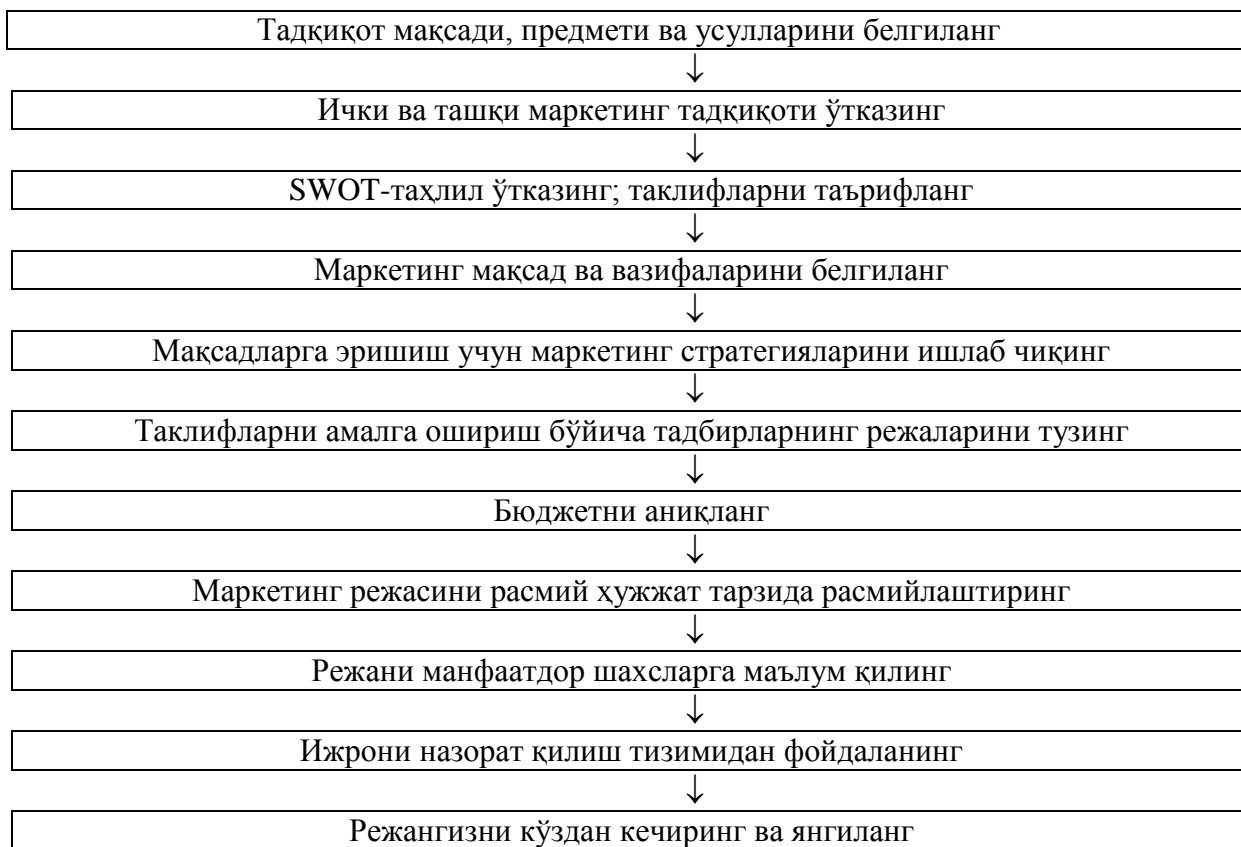 Тадқиқот мақсади, предмети ва усулларини белгиланг
↓
Ички ва ташқи маркетинг тадқиқоти ўтказинг
↓
SWOT-таҳлил ўтказинг; таклифларни таърифланг
↓
Маркетинг мақсад ва вазифаларини белгиланг
↓
Мақсадларга эришиш учун маркетинг стратегияларини ишлаб чиқинг
↓
Таклифларни амалга ошириш бўйича тадбирларнинг режаларини тузинг
↓
Бюджетни аниқланг
↓
Маркетинг режасини расмий ҳужжат тарзида расмийлаштиринг
↓
Режани манфаатдор шахсларга маълум қилинг
↓
Ижрони назорат қилиш тизимидан фойдаланинг
↓
Режангизни кўздан кечиринг ва янгиланг